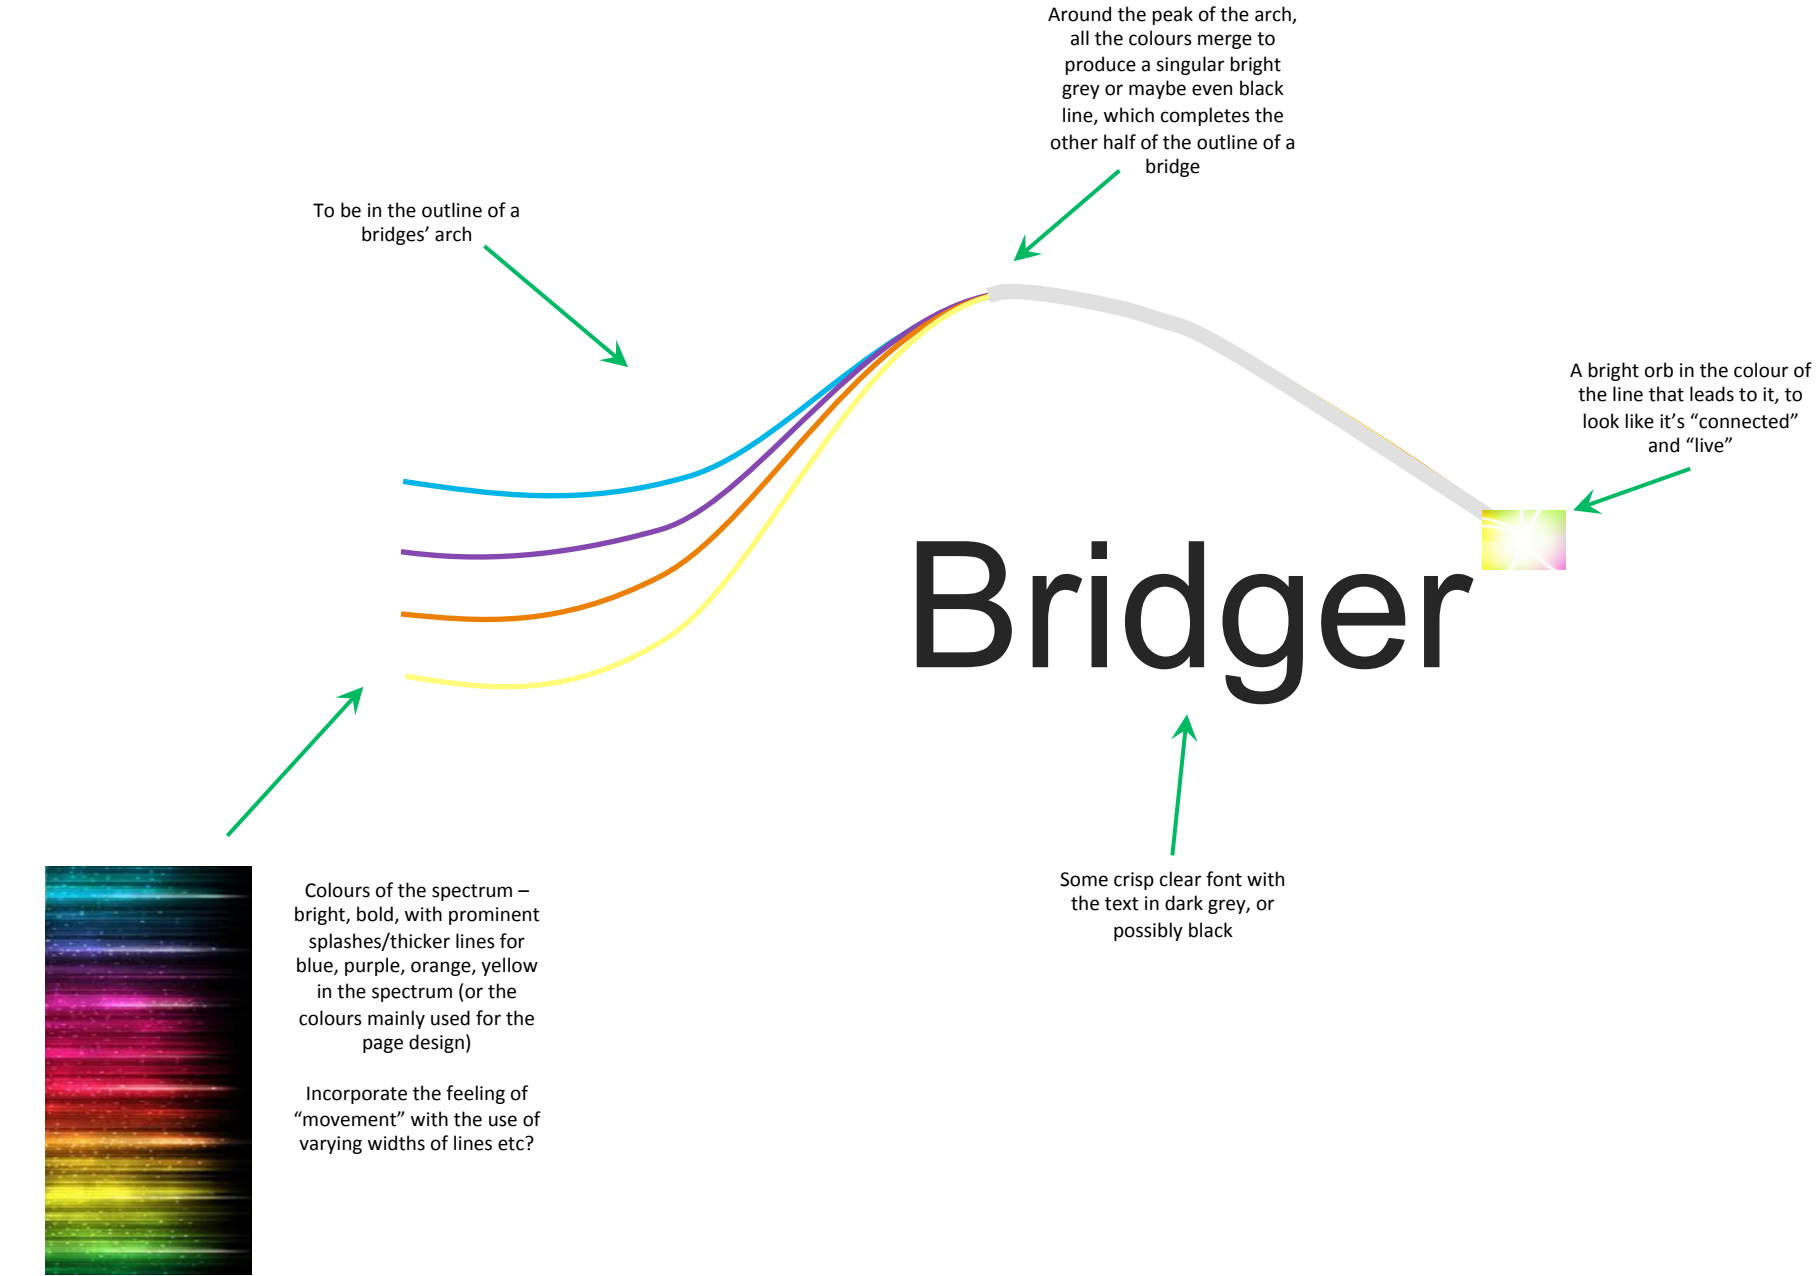 Around the peak of the arch,
all the colours merge to
produce a singular bright
grey or maybe even black
line, which completes the
other half of the outline of a
bridge
To be in the outline of a
bridges’ arch
A bright orb in the colour of
the line that leads to it, to
look like it’s “connected”
and “live”
Bridger
Some crisp clear font with
the text in dark grey, or
possibly black
Colours of the spectrum –
bright, bold, with prominent
splashes/thicker lines for
blue, purple, orange, yellow
in the spectrum (or the
colours mainly used for the
page design)
Incorporate the feeling of
“movement” with the use of
varying widths of lines etc?